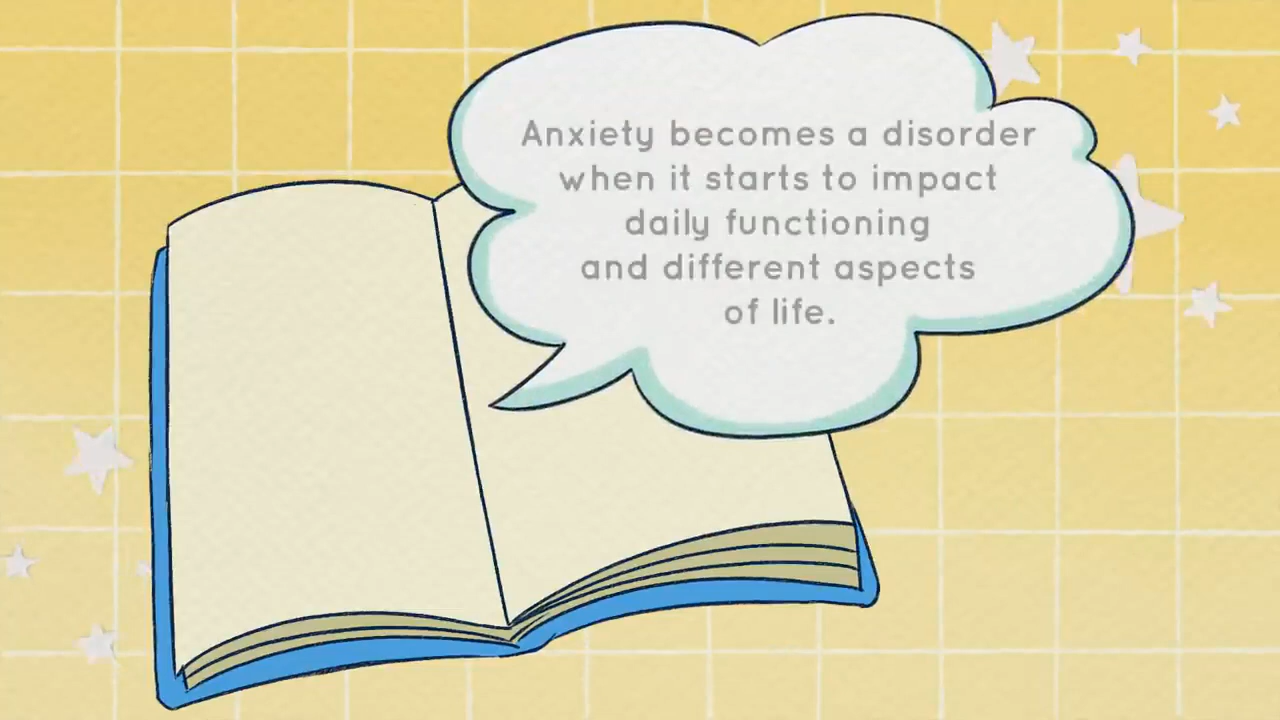 Anxiety becomes a disorder
when it starts to impact
daily functioning
and different aspects
of life.